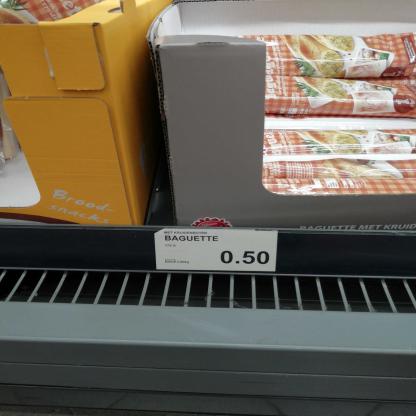 Brood-
snacks
BAGUETTE MET KRUID
MET KRUIDENBOTER
BAGUETTE
0.50